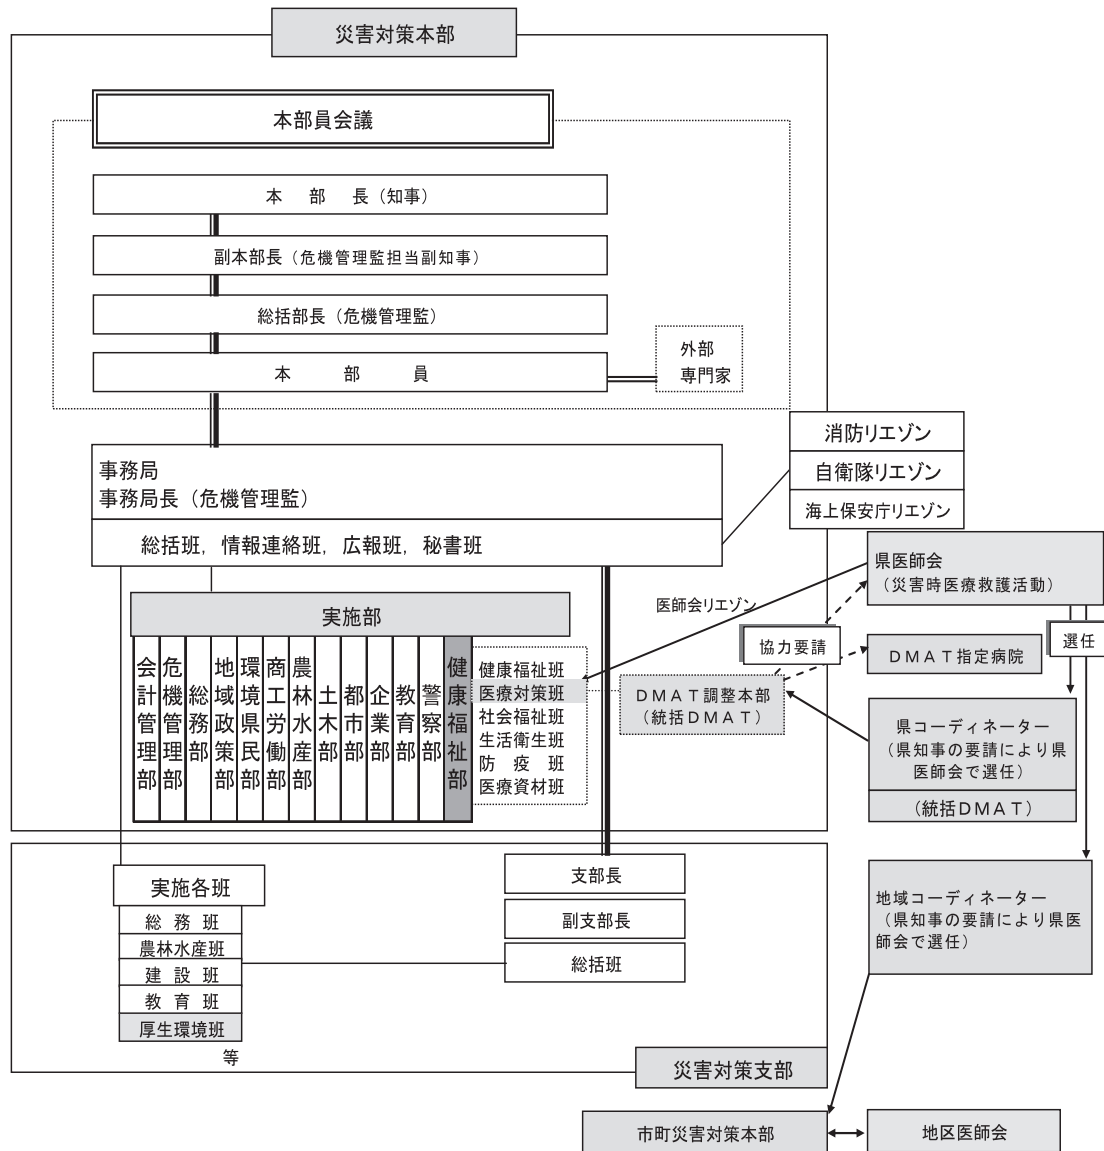 災害対策本部
本部員会議
本　部　長（知事）
副本部長（危機管理監担当副知事）
総括部長（危機管理監）
本　部　員
外部
専門家
消防リエゾン
自衛隊リエゾン
海上保安庁リエゾン
事務局
事務局長（危機管理監）
総括班，情報連絡班，広報班，秘書班
県医師会
（災害時医療救護活動）
医師会リエゾン
協力要請
選任
実施部
会計管理部
危機管理部
総務部
地域政策部
環境県民部
商工労働部
農林水産部
土木部
都市部
企業部
教育部
警察部
健康福祉部
健康福祉班
医療対策班
社会福祉班
生活衛生班
防　疫　班
医療資材班
ＤＭＡＴ調整本部
（統括ＤＭＡＴ）
ＤＭＡＴ指定病院
県コーディネーター
（県知事の要請により県
医師会で選任）
（統括ＤＭＡＴ）
支部長
副支部長
総括班
実施各班
総　務　班
農林水産班
建　設　班
教　育　班
厚生環境班
等
地域コーディネーター
（県知事の要請により県医
師会で選任）
災害対策支部
市町災害対策本部
地区医師会